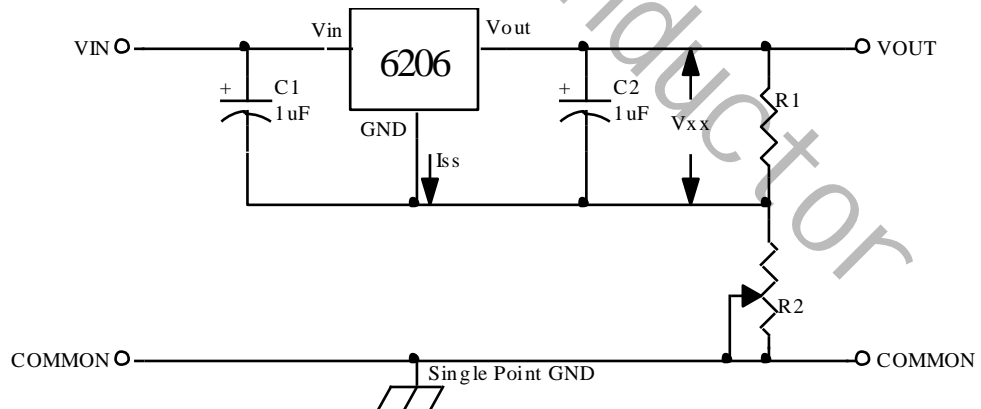 VIN
Vin
6206
Vout
VOUT
+
C1
1uF
GND
Iss
+
C2
1uF
Vxx
R1
R2
COMMON
Single Point GND
COMMON